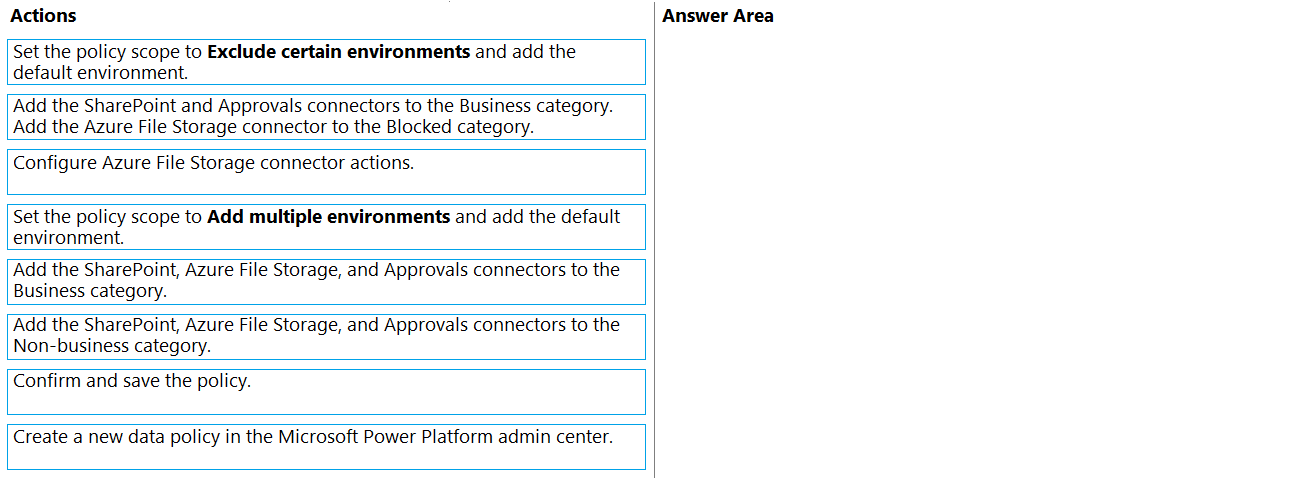 Actions
Set the policy scope to Exclude certain environments and add the
default environment.
Add the SharePoint and Approvals connectors to the Business category.
Add the Azure File Storage connector to the Blocked category.
Configure Azure File Storage connector actions.
Set the policy scope to Add multiple environments and add the default
environment.
Add the SharePoint, Azure File Storage, and Approvals connectors to the
Business category.
Add the SharePoint, Azure File Storage, and Approvals connectors to the
Non-business category.
Confirm and save the policy.
Create a new data policy in the Microsoft Power Platform admin center.
Answer Area